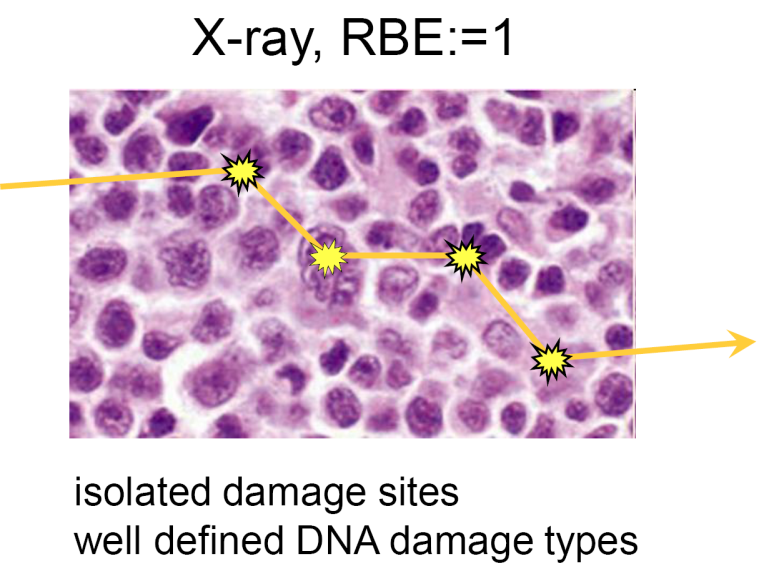 X-ray, RBE:=1
isolated damage sites
well defined DNA damage types